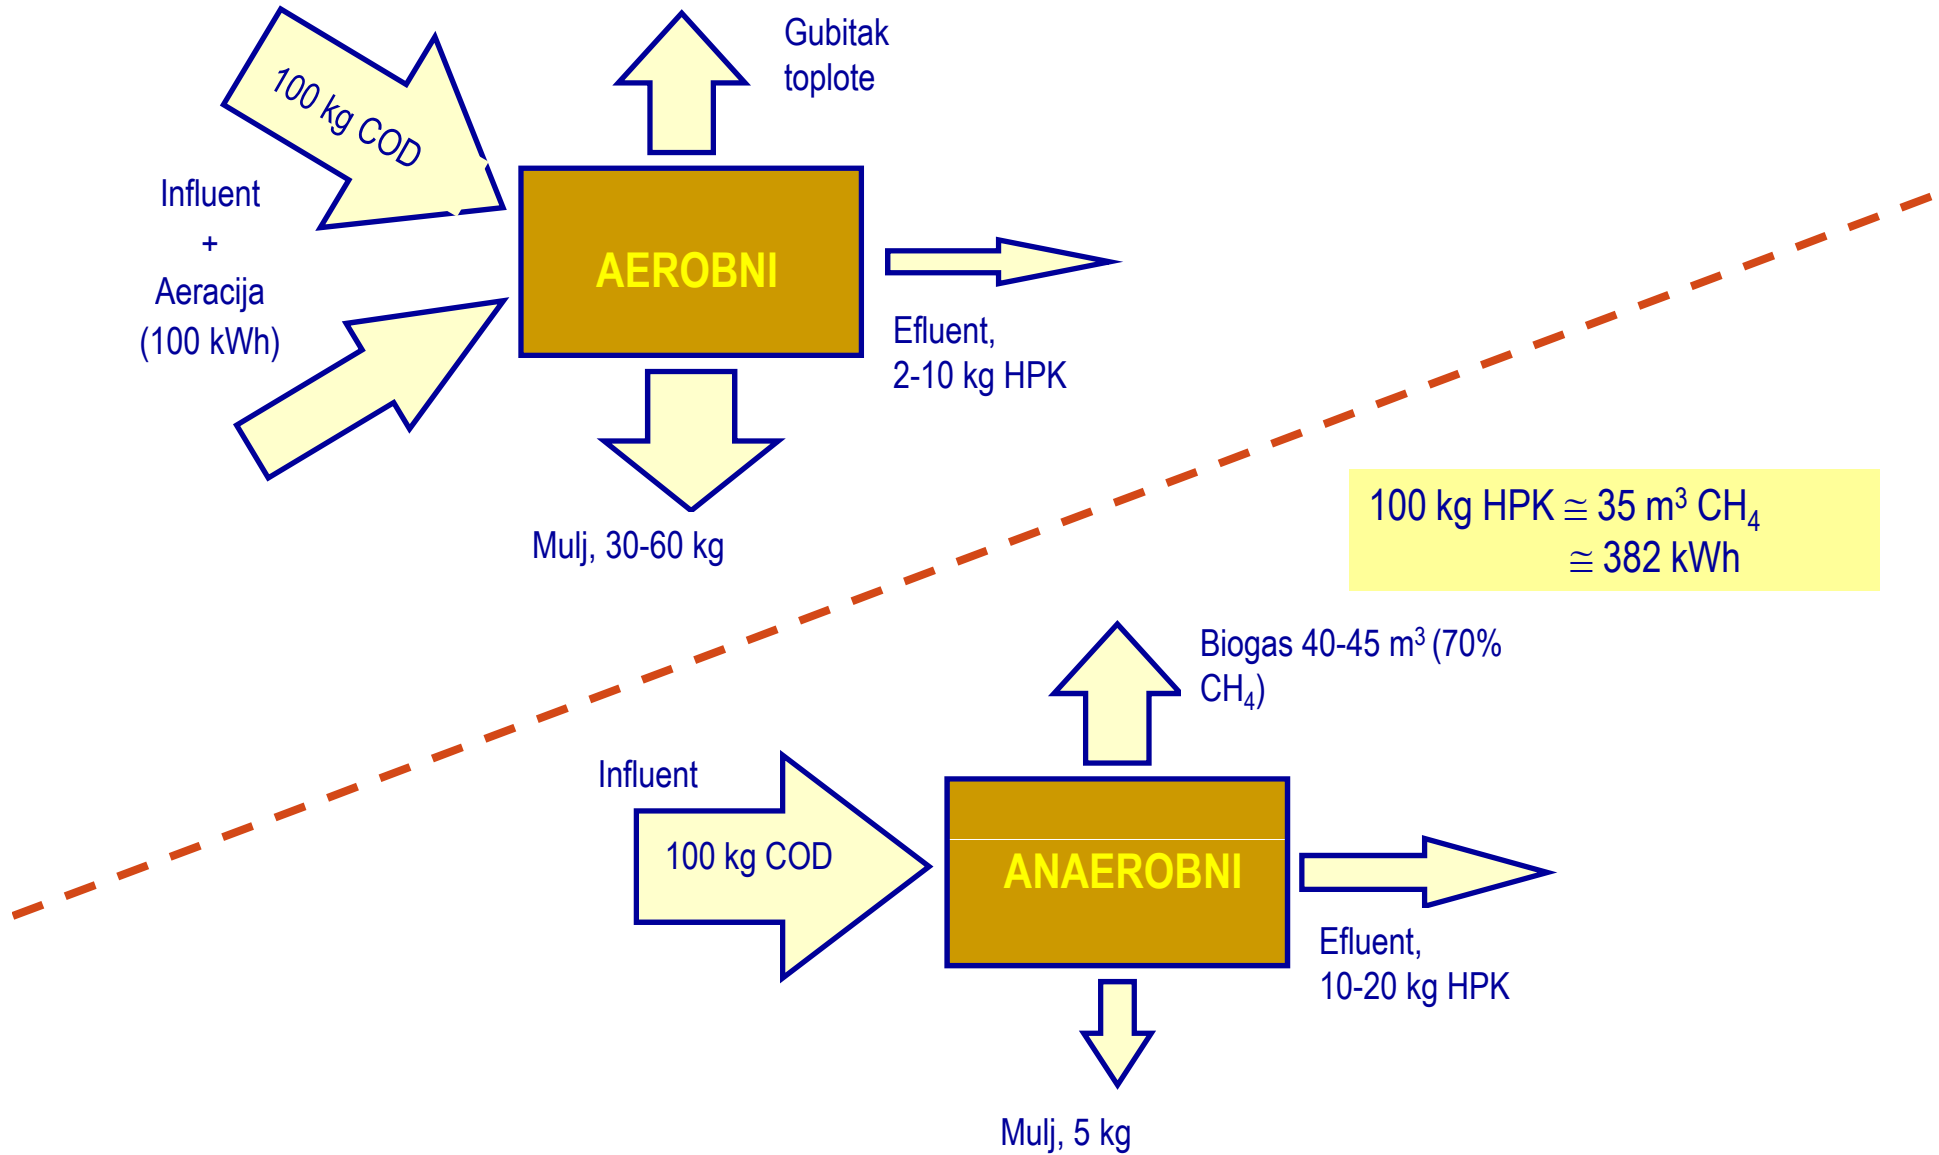 Gubitak
toplote
100 kg COD
Influent
+
Aeracija
(100 kWh)
AEROBNI
Efluent,
2-10 kg HPK
Mulj, 30-60 kg
100 kg HPK ≅ 35 m³ CH₄
≅ 382 kWh
Biogas 40-45 m³ (70%
CH₄)
Influent
100 kg COD
ANAEROBNI
Efluent,
10-20 kg HPK
Mulj, 5 kg